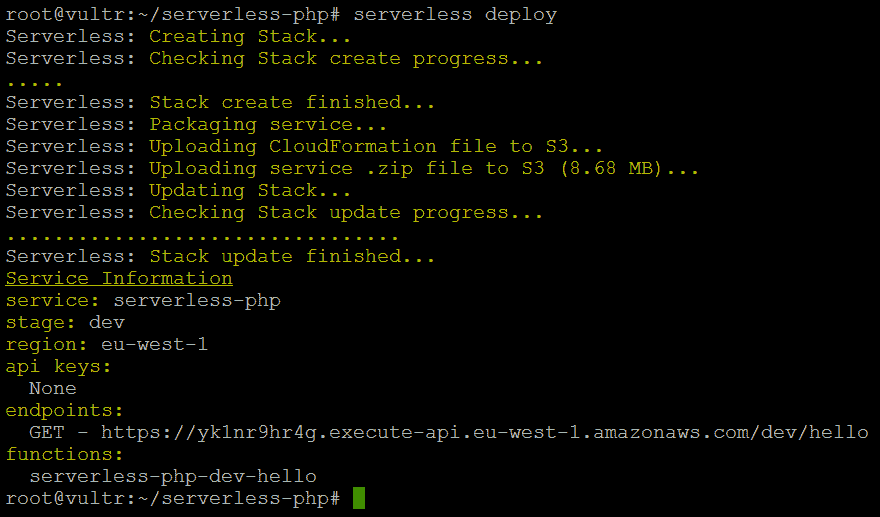 root@vultr:~/serverless-php# serverless deploy
Serverless: Creating Stack...
Serverless: Checking Stack create progress...
.....
Serverless: Stack create finished...
Serverless: Packaging service...
Serverless: Uploading CloudFormation file to S3...
Serverless: Uploading service .zip file to S3 (8.68 MB)...
Serverless: Updating Stack...
Serverless: Checking Stack update progress...
.................................
Serverless: Stack update finished...
Service Information
service: serverless-php
stage: dev
region: eu-west-1
api keys:
  None
endpoints:
  GET - https://yk1nr9hr4g.execute-api.eu-west-1.amazonaws.com/dev/hello
functions:
  serverless-php-dev-hello
root@vultr:~/serverless-php#